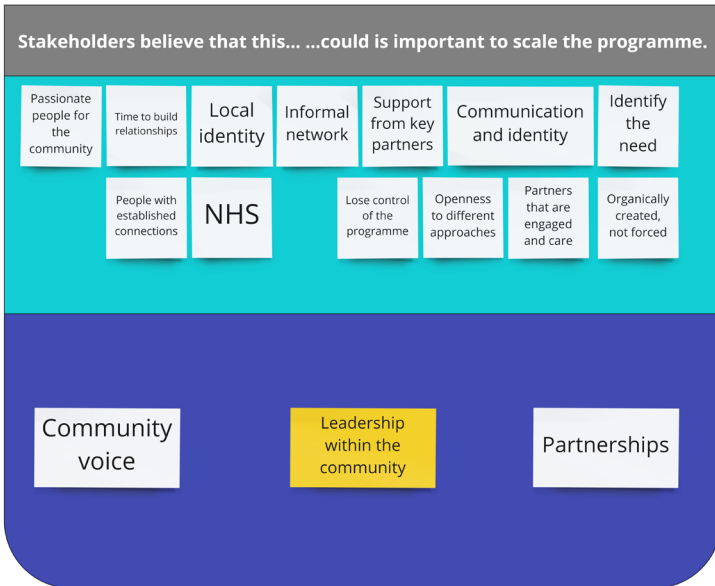 Stakeholders believe that this... ...could is important to scale the programme.
Passionate
people for
the
community
Time to build
relationships
Local
identity
Informal
network
Support
from key
partners
Communication
and identity
Identify
the
need
People with
established
connections
NHS
Lose control
of the
programme
Openness
to different
approaches
Partners
that are
engaged
and care
Organically
created,
not forced
Community
voice
Leadership
within the
community
Partnerships